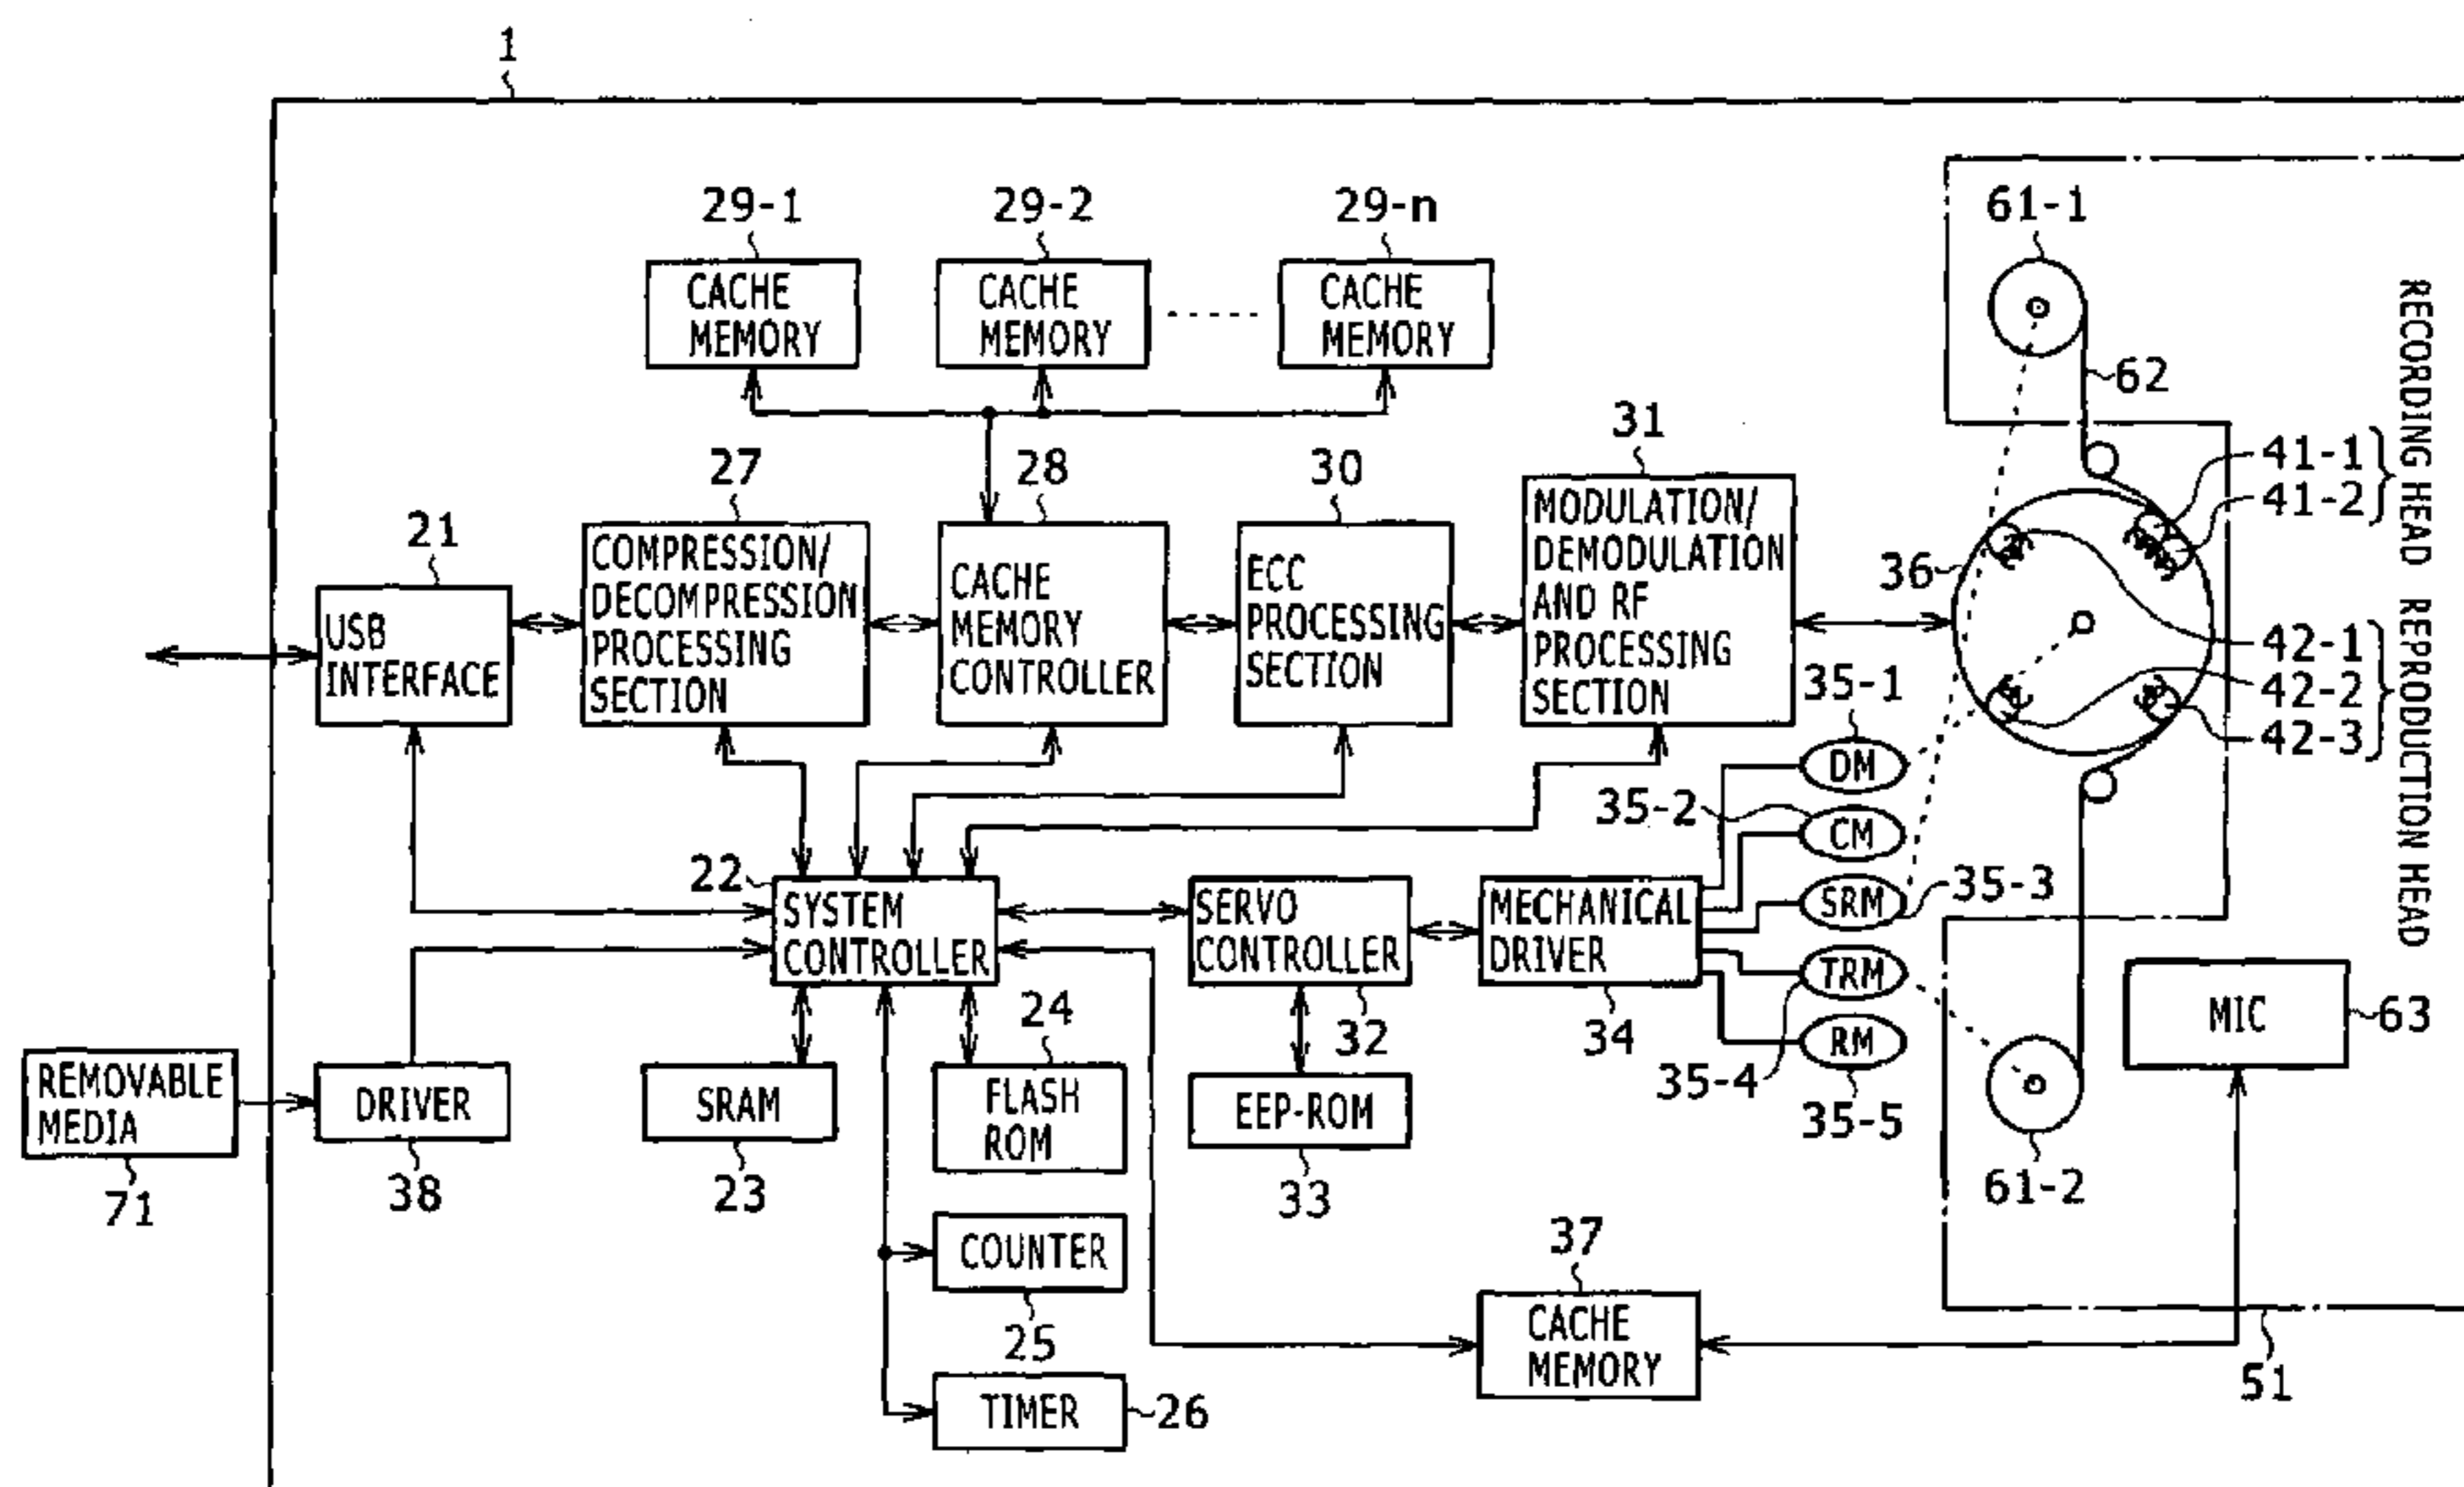 1
29-1
29-2
29-n
CACHE
MEMORY
CACHE
MEMORY
CACHE
MEMORY
61-1
62
RECORDING HEAD
REPRODUCTION HEAD
41-1
41-2
42-1
42-2
42-3
36
21
USB
INTERFACE
27
COMPRESSION/
DECOMPRESSION
PROCESSING
SECTION
28
CACHE
MEMORY
CONTROLLER
30
ECC
PROCESSING
SECTION
31
MODULATION/
DEMODULATION
AND RF
PROCESSING
SECTION
35-1
DM
35-2
CM
35-3
SRM
35-4
TRM
35-5
RM
22
SYSTEM
CONTROLLER
SERVO
CONTROLLER
32
MECHANICAL
DRIVER
34
REMOVABLE
MEDIA
71
DRIVER
38
SRAM
23
24
FLASH
ROM
EEP-ROM
33
61-2
MIC
63
COUNTER
25
TIMER
26
37
CACHE
MEMORY
51